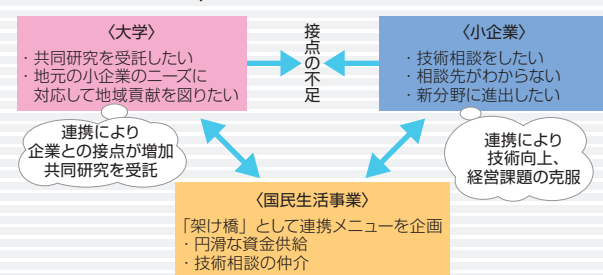 〈大学〉
・共同研究を受託したい
・地元の小企業のニーズに
対応して地域貢献を図りたい
接点の不足
〈小企業〉
・技術相談をしたい
・相談先がわからない
・新分野に進出したい
連携により
企業との接点が増加
共同研究を受託
連携により
技術向上、
経営課題の克服
〈国民生活事業〉
「架け橋」として連携メニューを企画
・円滑な資金供給
・技術相談の仲介